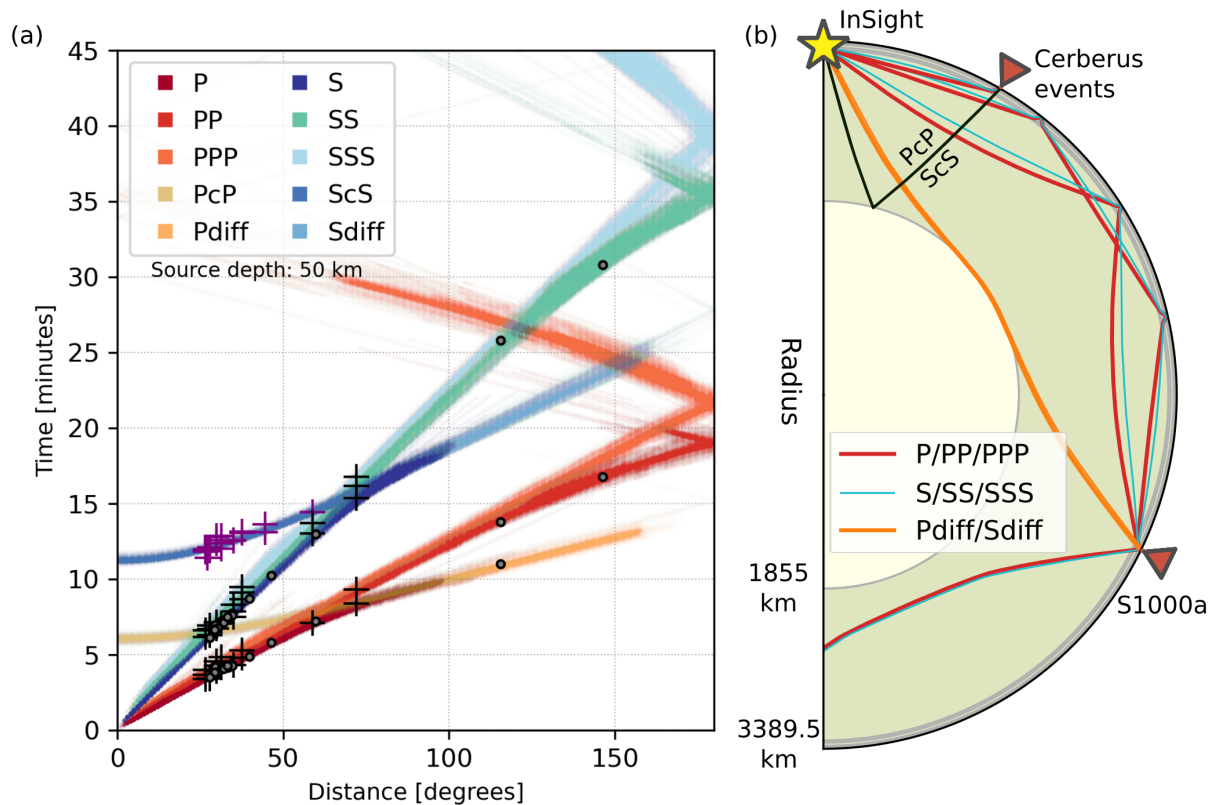 (a)
45
40
35
30
25
20
15
10
5
0
Time [minutes]
P
PP
PPP
PcP
Pdiff
S
SS
SSS
ScS
Sdiff
Source depth: 50 km
0
50
100
150
Distance [degrees]
(b)
InSight
Cerberus
events
PcP
ScS
Radius
P/PP/PPP
S/SS/SSS
Pdiff/Sdiff
1855
km
S1000a
3389.5
km